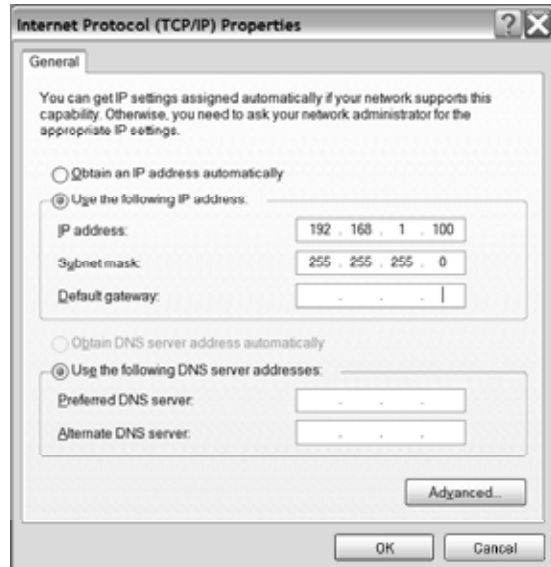 Internet Protocol (TCP/IP) Properties
General
You can get IP settings assigned automatically if your network supports this
capability. Otherwise, you need to ask your network administrator for the
appropriate IP settings.
Obtain an IP address automatically
Use the following IP address:
IP address: 192 . 168 . 1 . 100
Subnet mask: 255 . 255 . 255 . 0
Default gateway: . . .
Obtain DNS server address automatically
Use the following DNS server addresses:
Preferred DNS server: . . .
Alternate DNS server: . . .
Advanced...
OK Cancel